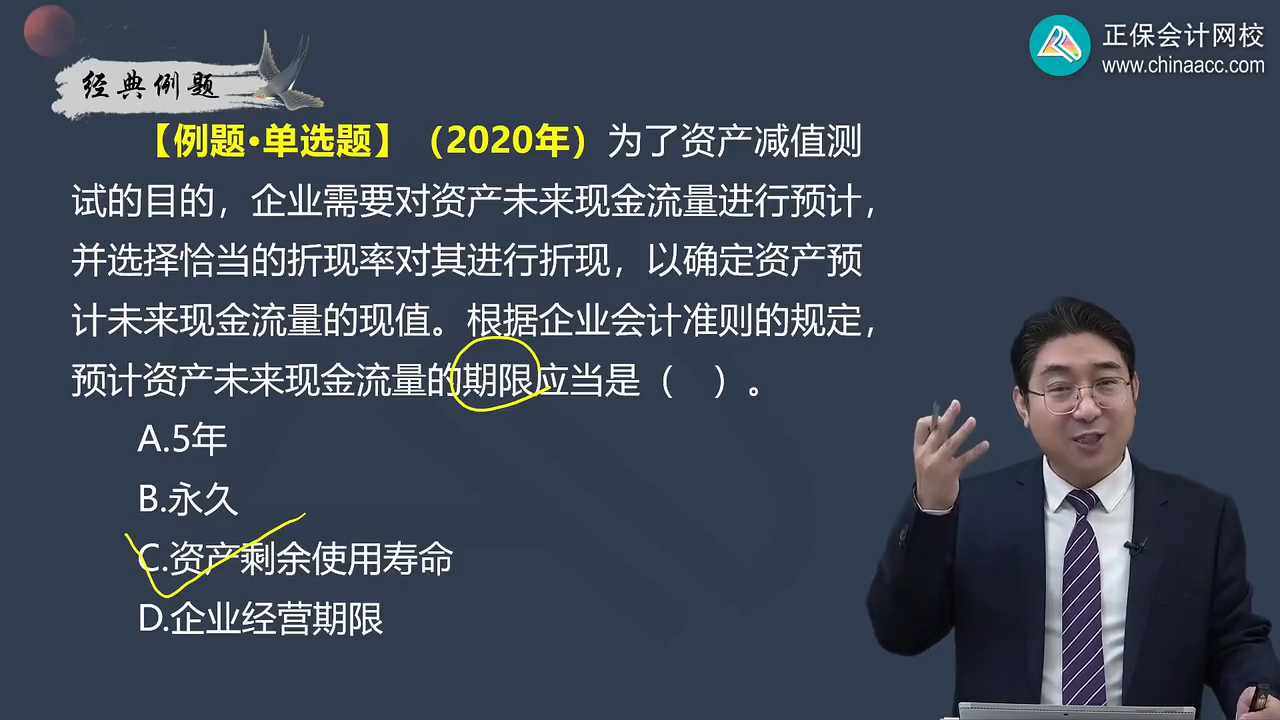 正保会计网校
www.chinaacc.com
经典例题
【例题·单选题】（2020年）为了资产减值测
试的目的，企业需要对资产未来现金流量进行预计，
并选择恰当的折现率对其进行折现，以确定资产预
计未来现金流量的现值。根据企业会计准则的规定，
预计资产未来现金流量的期限应当是（　）。
A.5年
B.永久
C.资产剩余使用寿命
D.企业经营期限